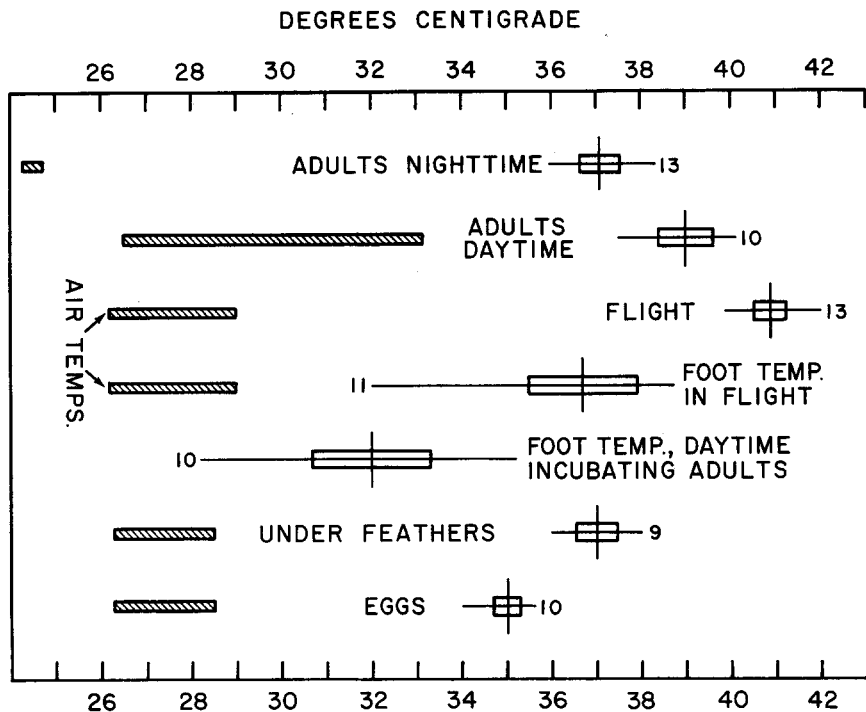 DEGREES CENTIGRADE
26 28 30 32 34 36 38 40 42
ADULTS NIGHTTIME 13
ADULTS
DAYTIME
10
AIR TEMPS.
FLIGHT 13
11 FOOT TEMP.
IN FLIGHT
10 FOOT TEMP., DAYTIME
INCUBATING ADULTS
UNDER FEATHERS 9
EGGS 10
26 28 30 32 34 36 38 40 42